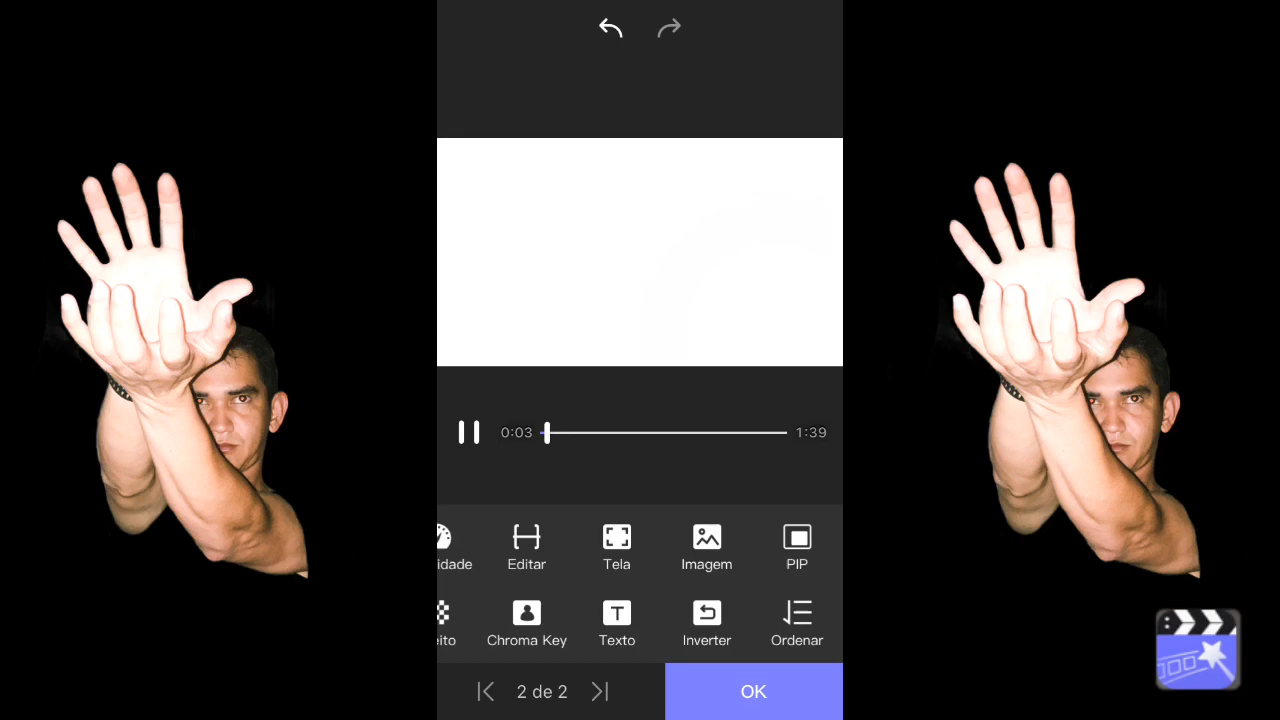 0:03 1:39
idade Editar Tela Imagem PIP
eito Chroma Key Texto Inverter Ordenar
2 de 2 OK